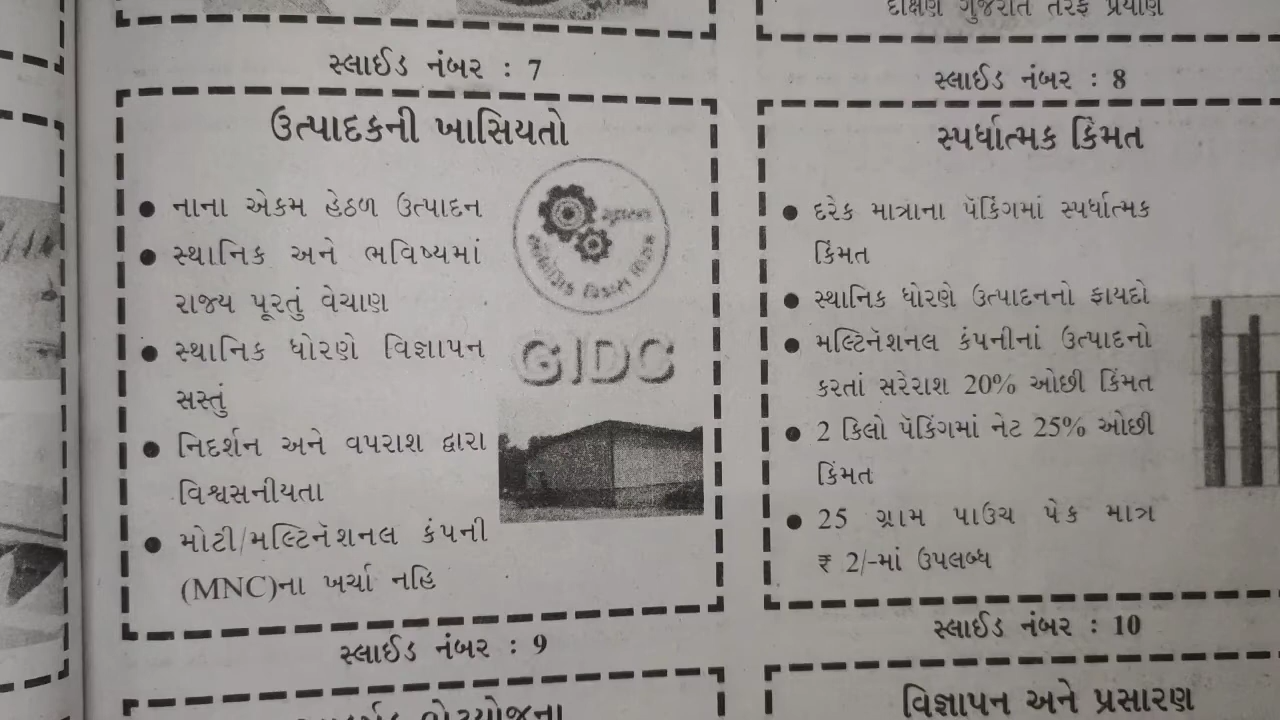 દક્ષિણ ગુજરાત તરફ પ્રયાણ
સ્લાઈડ નંબર : 7
ઉત્પાદકની ખાસિયતો
● નાના એકમ હેઠળ ઉત્પાદન
● સ્થાનિક અને ભવિષ્યમાં
રાજ્ય પૂરતું વેચાણ
● સ્થાનિક ધોરણે વિજ્ઞાપન
સસ્તું
● નિદર્શન અને વપરાશ દ્વારા
વિશ્વસનીયતા
● મોટી/મલ્ટિનૅશનલ કંપની
(MNC)ના ખર્ચા નહિ
GIDC
સ્લાઈડ નંબર : 9
સ્લાઈડ નંબર : 8
સ્પર્ધાત્મક કિંમત
● દરેક માત્રાના પૅકિંગમાં સ્પર્ધાત્મક
કિંમત
● સ્થાનિક ધોરણે ઉત્પાદનનો ફાયદો
● મલ્ટિનૅશનલ કંપનીનાં ઉત્પાદનો
કરતાં સરેરાશ 20% ઓછી કિંમત
● 2 કિલો પૅકિંગમાં નેટ 25% ઓછી
કિંમત
● 25 ગ્રામ પાઉચ પેક માત્ર
₹ 2/-માં ઉપલબ્ધ
સ્લાઈડ નંબર : 10
વિજ્ઞાપન અને પ્રસારણ